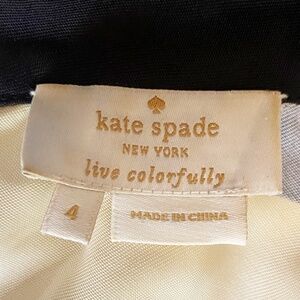 kate spade
NEW YORK
live colorfully
4
MADE IN CHINA